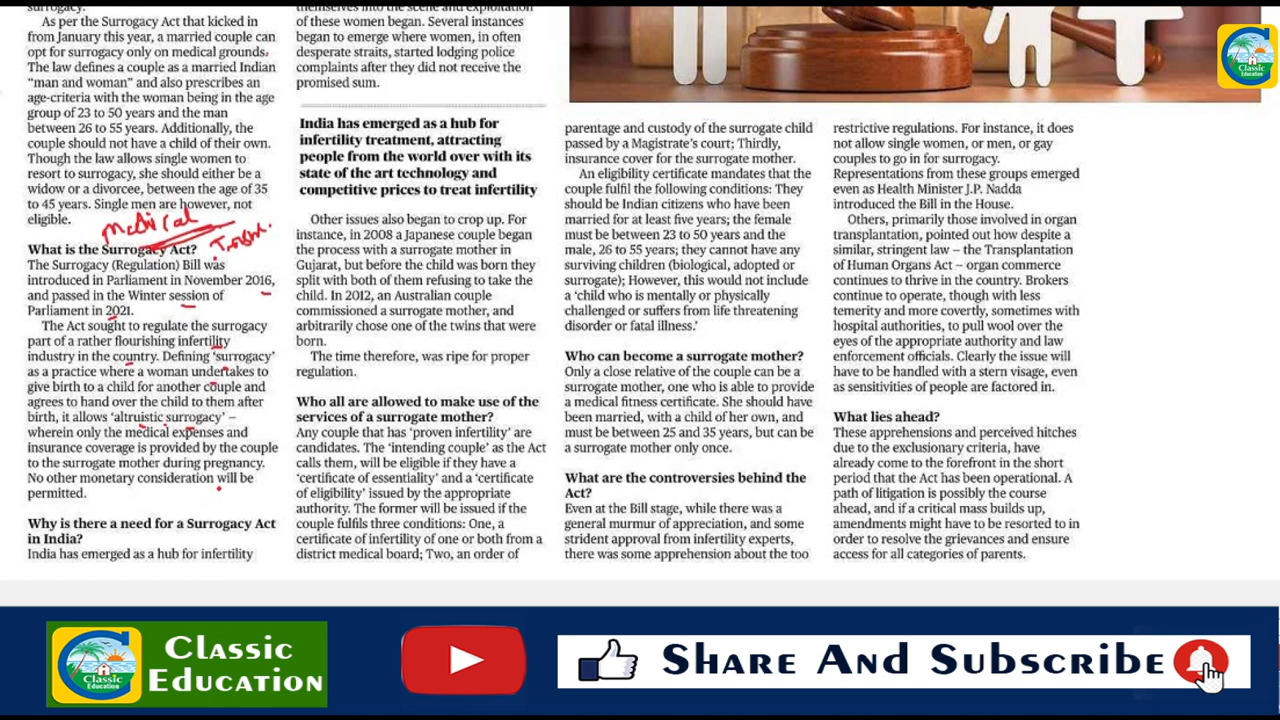 surrogacy.
As per the Surrogacy Act that kicked in
from January this year, a married couple can
opt for surrogacy only on medical grounds.
The law defines a couple as a married Indian
“man and woman” and also prescribes an
age-criteria with the woman being in the age
group of 23 to 50 years and the man
between 26 to 55 years. Additionally, the
couple should not have a child of their own.
Though the law allows single women to
resort to surrogacy, she should either be a
widow or a divorcee, between the age of 35
to 45 years. Single men are however, not
eligible.
Medical
What is the Surrogacy Act?
The Surrogacy (Regulation) Bill was
introduced in Parliament in November 2016,
and passed in the Winter session of
Parliament in 2021.
The Act sought to regulate the surrogacy
part of a rather flourishing infertility
industry in the country. Defining ‘surrogacy’
as a practice where a woman undertakes to
give birth to a child for another couple and
agrees to hand over the child to them after
birth, it allows ‘altruistic surrogacy’ –
wherein only the medical expenses and
insurance coverage is provided by the couple
to the surrogate mother during pregnancy.
No other monetary consideration will be
permitted.
Why is there a need for a Surrogacy Act
in India?
India has emerged as a hub for infertility
themselves into the scene and exploitation
of these women began. Several instances
began to emerge where women, in often
desperate straits, started lodging police
complaints after they did not receive the
promised sum.
India has emerged as a hub for
infertility treatment, attracting
people from the world over with its
state of the art technology and
competitive prices to treat infertility
Other issues also began to crop up. For
instance, in 2008 a Japanese couple began
the process with a surrogate mother in
Gujarat, but before the child was born they
split with both of them refusing to take the
child. In 2012, an Australian couple
commissioned a surrogate mother, and
arbitrarily chose one of the twins that were
born.
The time therefore, was ripe for proper
regulation.
Who all are allowed to make use of the
services of a surrogate mother?
Any couple that has ‘proven infertility’ are
candidates. The ‘intending couple’ as the Act
calls them, will be eligible if they have a
‘certificate of essentiality’ and a ‘certificate
of eligibility’ issued by the appropriate
authority. The former will be issued if the
couple fulfils three conditions: One, a
certificate of infertility of one or both from a
district medical board; Two, an order of
parentage and custody of the surrogate child
passed by a Magistrate’s court; Thirdly,
insurance cover for the surrogate mother.
An eligibility certificate mandates that the
couple fulfil the following conditions: They
should be Indian citizens who have been
married for at least five years; the female
must be between 23 to 50 years and the
male, 26 to 55 years; they cannot have any
surviving children (biological, adopted or
surrogate); However, this would not include
a ‘child who is mentally or physically
challenged or suffers from life threatening
disorder or fatal illness.’
Who can become a surrogate mother?
Only a close relative of the couple can be a
surrogate mother, one who is able to provide
a medical fitness certificate. She should have
been married, with a child of her own, and
must be between 25 and 35 years, but can be
a surrogate mother only once.
What are the controversies behind the
Act?
Even at the Bill stage, while there was a
general murmur of appreciation, and some
strident approval from infertility experts,
there was some apprehension about the too
restrictive regulations. For instance, it does
not allow single women, or men, or gay
couples to go in for surrogacy.
Representations from these groups emerged
even as Health Minister J.P. Nadda
introduced the Bill in the House.
Others, primarily those involved in organ
transplantation, pointed out how despite a
similar, stringent law – the Transplantation
of Human Organs Act – organ commerce
continues to thrive in the country. Brokers
continue to operate, though with less
temerity and more covertly, sometimes with
hospital authorities, to pull wool over the
eyes of the appropriate authority and law
enforcement officials. Clearly the issue will
have to be handled with a stern visage, even
as sensitivities of people are factored in.
What lies ahead?
These apprehensions and perceived hitches
due to the exclusionary criteria, have
already come to the forefront in the short
period that the Act has been operational. A
path of litigation is possibly the course
ahead, and if a critical mass builds up,
amendments might have to be resorted to in
order to resolve the grievances and ensure
access for all categories of parents.
Classic
Education
Classic
Education
Classic
Education
Share And Subscribe